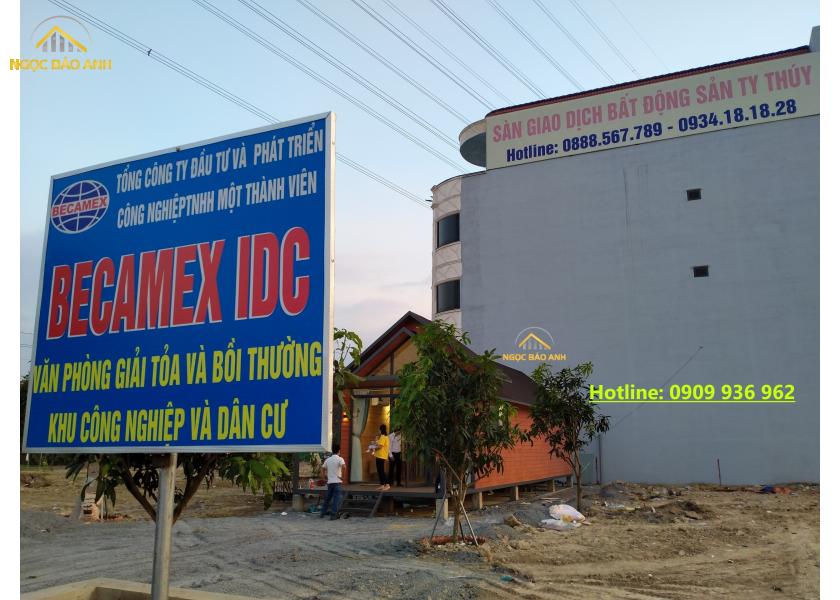 NGỌC BẢO ANH
SÀN GIAO DỊCH BẤT ĐỘNG SẢN TY THÚY
Hotline: 0888.567.789 - 0934.18.18.28
TỔNG CÔNG TY ĐẦU TƯ VÀ PHÁT TRIỂN
CÔNG NGHIỆPTNHH MỘT THÀNH VIÊN
BECAMEX
BECAMEX IDC
VĂN PHÒNG GIẢI TỎA VÀ BỒI THƯỜNG
KHU CÔNG NGHIỆP VÀ DÂN CƯ
NGỌC BẢO ANH
Hotline: 0909 936 962